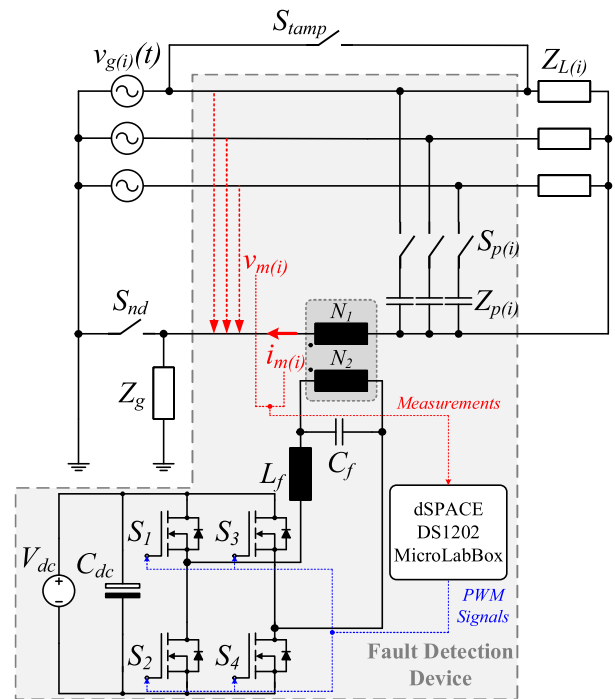 S_tamp
v_g(i)(t)
Z_L(i)
S_p(i)
v_m(i)
Z_p(i)
S_nd
N_1
i_m(i)
N_2
Z_g
Measurements
C_f
L_f
dSPACE
DS1202
MicroLabBox
S_1
S_3
V_dc
C_dc
PWM
Signals
S_2
S_4
Fault Detection
Device